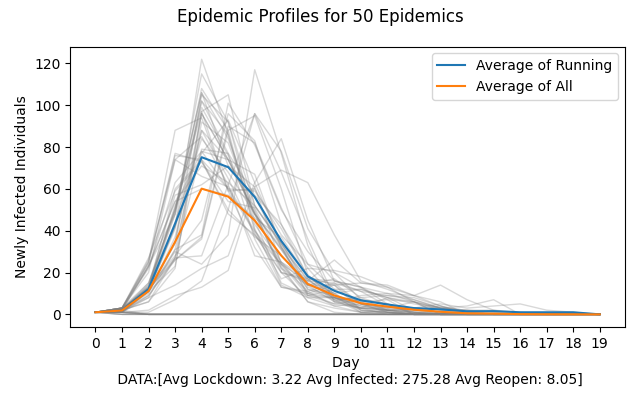 Epidemic Profiles for 50 Epidemics
Newly Infected Individuals
120
100
80
60
40
20
0
Average of Running
Average of All
0 1 2 3 4 5 6 7 8 9 10 11 12 13 14 15 16 17 18 19
Day
DATA:[Avg Lockdown: 3.22 Avg Infected: 275.28 Avg Reopen: 8.05]